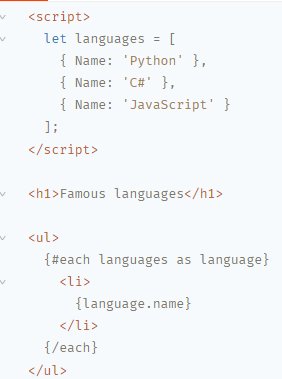 <script>
let languages = [
{ Name: 'Python' },
{ Name: 'C#' },
{ Name: 'JavaScript' }
];
</script>
<h1>Famous languages</h1>
<ul>
{#each languages as language}
<li>
{language.name}
</li>
{/each}
</ul>